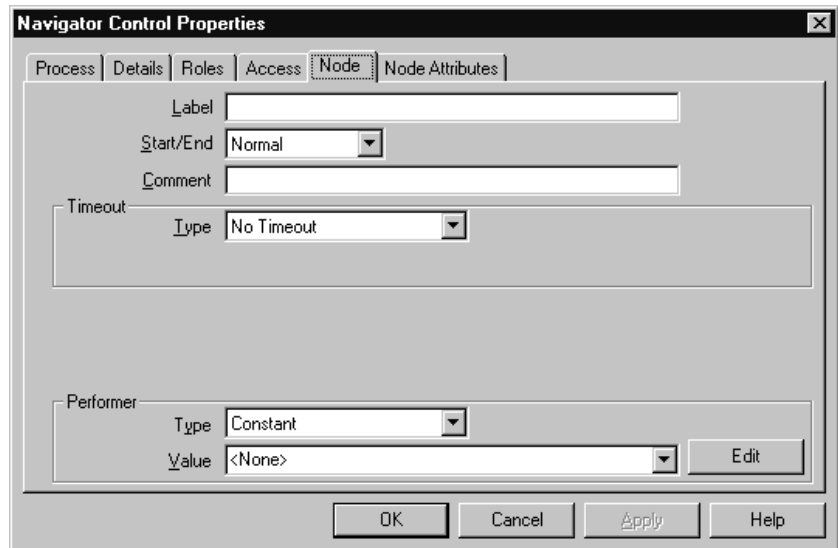 Navigator Control Properties
Process Details Roles Access Node Node Attributes
Label
Start/End Normal
Comment
Timeout
Type No Timeout
Performer
Type Constant
Value <None> Edit
OK Cancel Apply Help